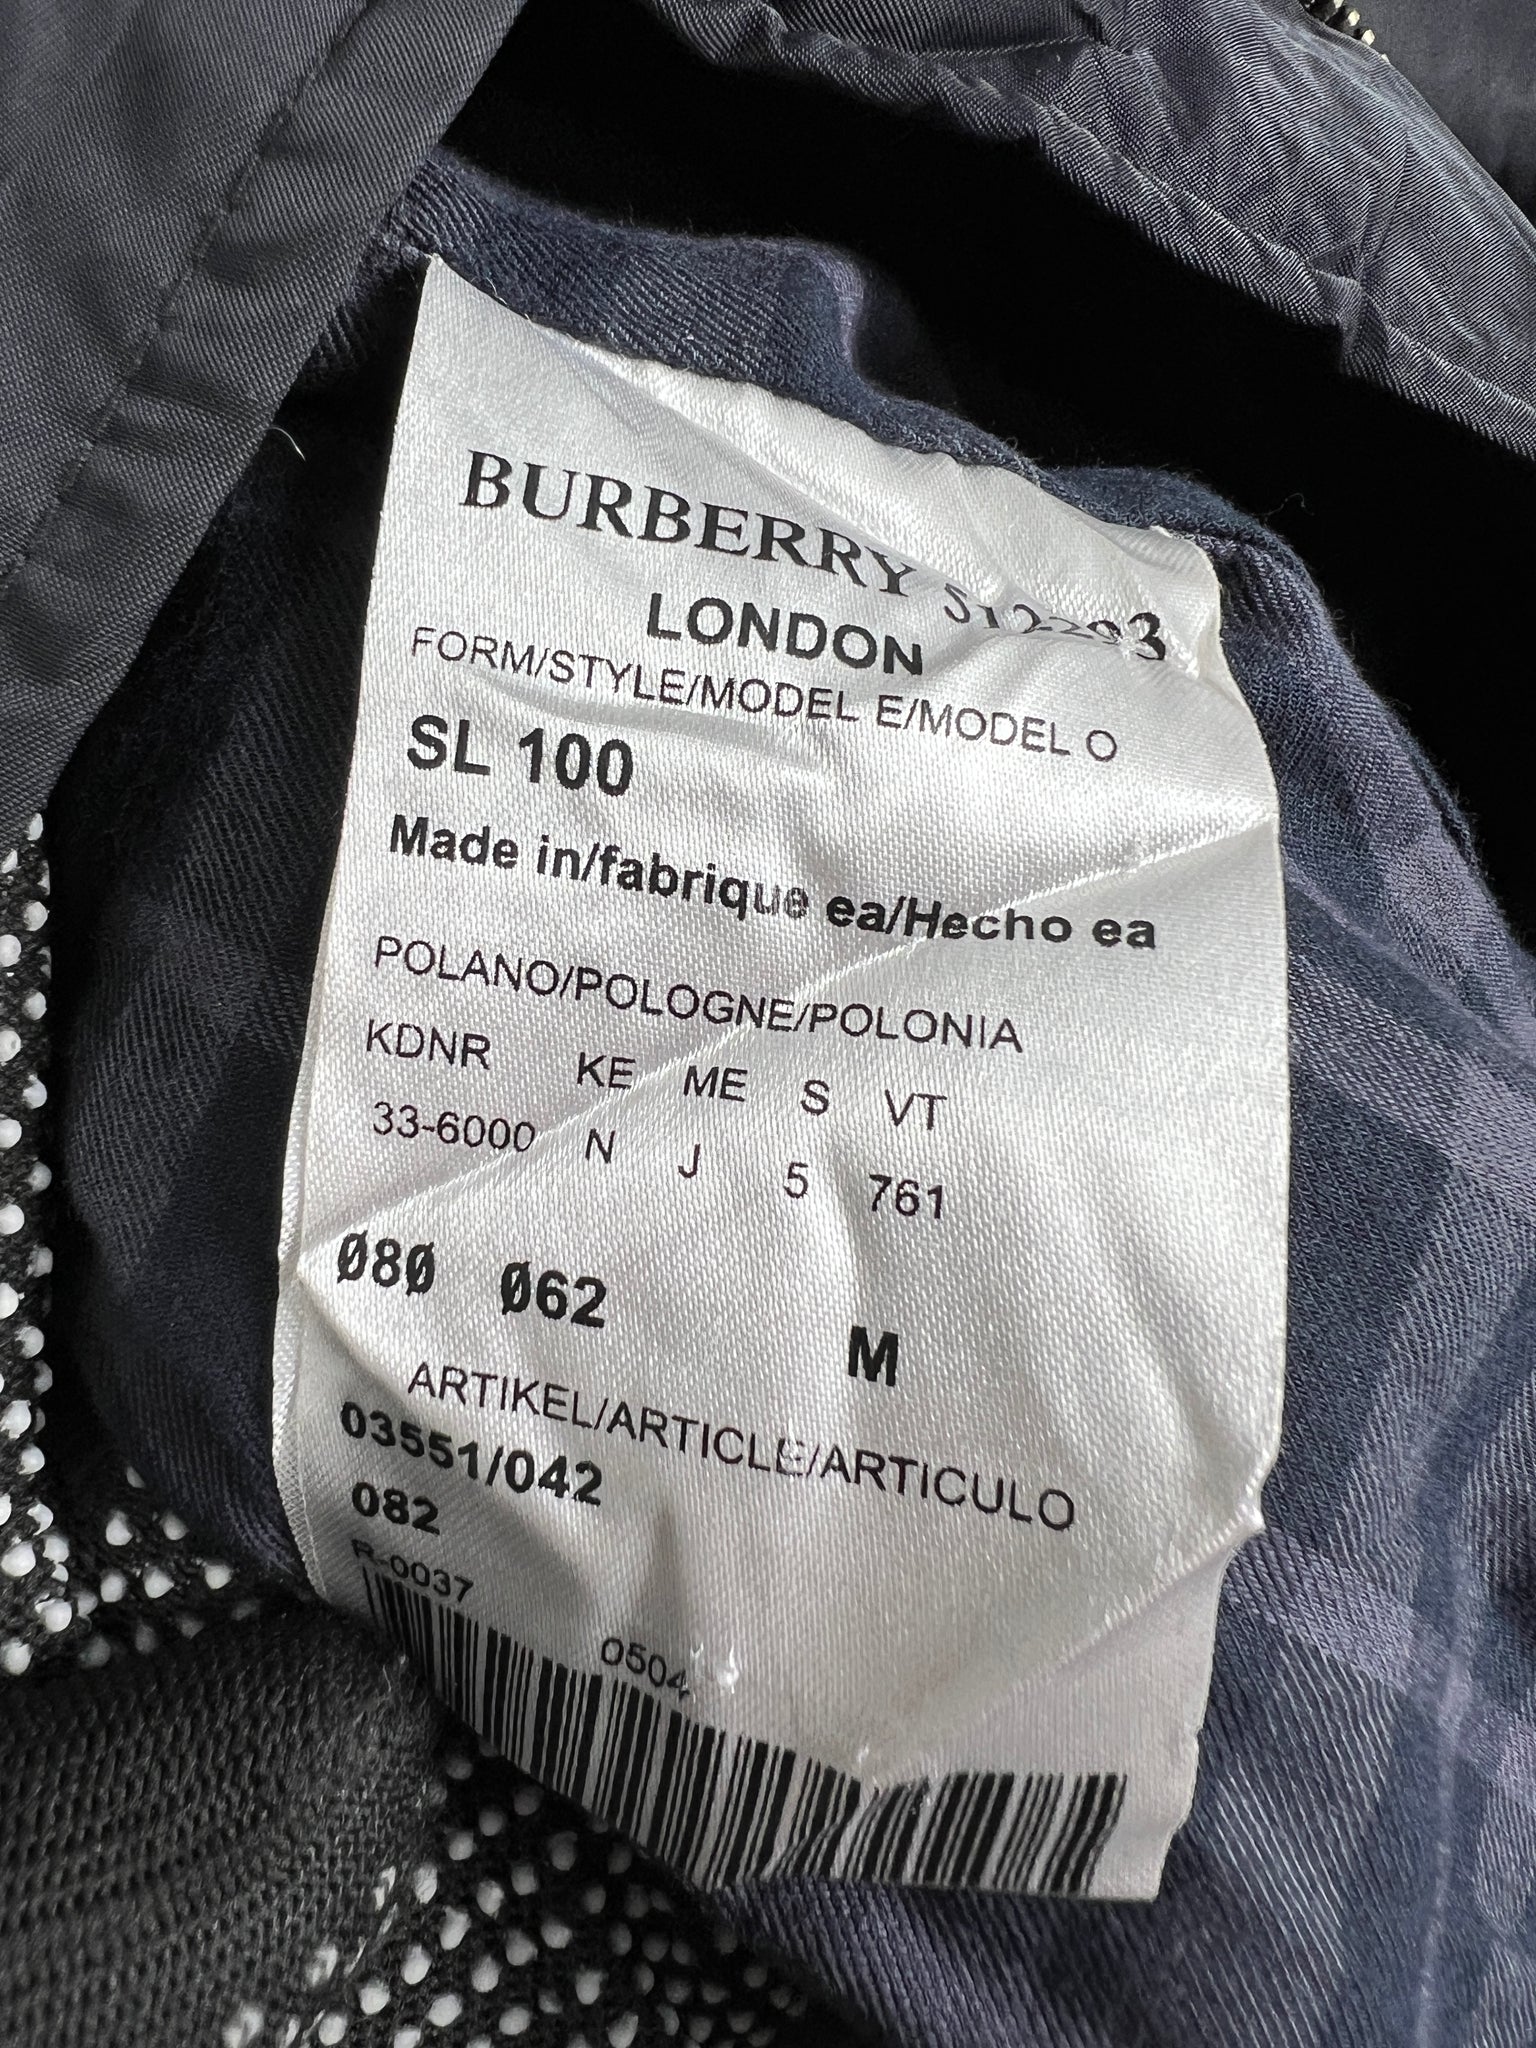 BURBERRY
LONDON
FORM/STYLE/MODEL E/MODEL O
SL 100
Made in/fabrique ea/Hecho ea
POLANO/POLOGNE/POLONIA
KDNR KE ME S VT
33-6000 N J 5 761
Ø8Ø Ø62 M
ARTIKEL/ARTICLE/ARTICULO
03551/042
082
R-0037
0504